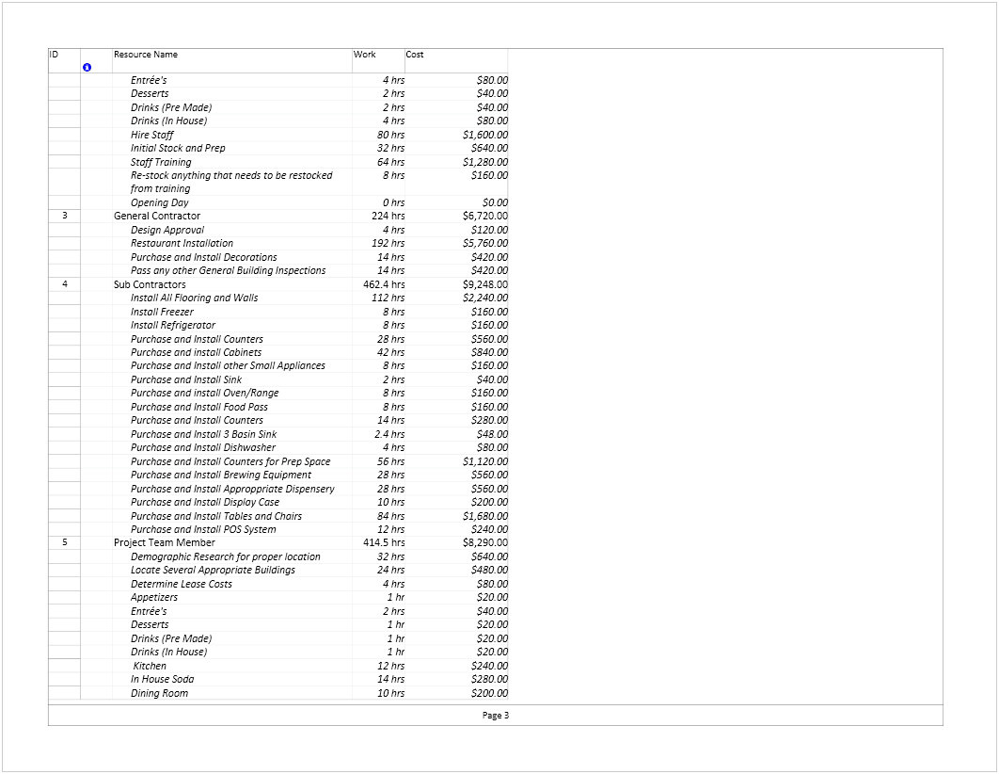 ID Resource Name Work Cost
Entrée's 4 hrs $80.00
Desserts 2 hrs $40.00
Drinks (Pre Made) 2 hrs $40.00
Drinks (In House) 4 hrs $80.00
Hire Staff 80 hrs $1,600.00
Initial Stock and Prep 32 hrs $640.00
Staff Training 64 hrs $1,280.00
Re-stock anything that needs to be restocked 8 hrs $160.00
from training
Opening Day 0 hrs $0.00
3 General Contractor 224 hrs $6,720.00
Design Approval 4 hrs $120.00
Restaurant Installation 192 hrs $5,760.00
Purchase and Install Decorations 14 hrs $420.00
Pass any other General Building Inspections 14 hrs $420.00
4 Sub Contractors 462.4 hrs $9,248.00
Install All Flooring and Walls 112 hrs $2,240.00
Install Freezer 8 hrs $160.00
Install Refrigerator 8 hrs $160.00
Purchase and Install Counters 28 hrs $560.00
Purchase and install Cabinets 42 hrs $840.00
Purchase and Install other Small Appliances 8 hrs $160.00
Purchase and Install Sink 2 hrs $40.00
Purchase and install Oven/Range 8 hrs $160.00
Purchase and Install Food Pass 8 hrs $160.00
Purchase and Install Counters 14 hrs $280.00
Purchase and Install 3 Basin Sink 2.4 hrs $48.00
Purchase and Install Dishwasher 4 hrs $80.00
Purchase and Install Counters for Prep Space 56 hrs $1,120.00
Purchase and Install Brewing Equipment 28 hrs $560.00
Purchase and Install Approppriate Dispensery 28 hrs $560.00
Purchase and Install Display Case 10 hrs $200.00
Purchase and Install Tables and Chairs 84 hrs $1,680.00
Purchase and Install POS System 12 hrs $240.00
5 Project Team Member 414.5 hrs $8,290.00
Demographic Research for proper location 32 hrs $640.00
Locate Several Appropriate Buildings 24 hrs $480.00
Determine Lease Costs 4 hrs $80.00
Appetizers 1 hr $20.00
Entrée's 2 hrs $40.00
Desserts 1 hr $20.00
Drinks (Pre Made) 1 hr $20.00
Drinks (In House) 1 hr $20.00
Kitchen 12 hrs $240.00
In House Soda 14 hrs $280.00
Dining Room 10 hrs $200.00
Page 3